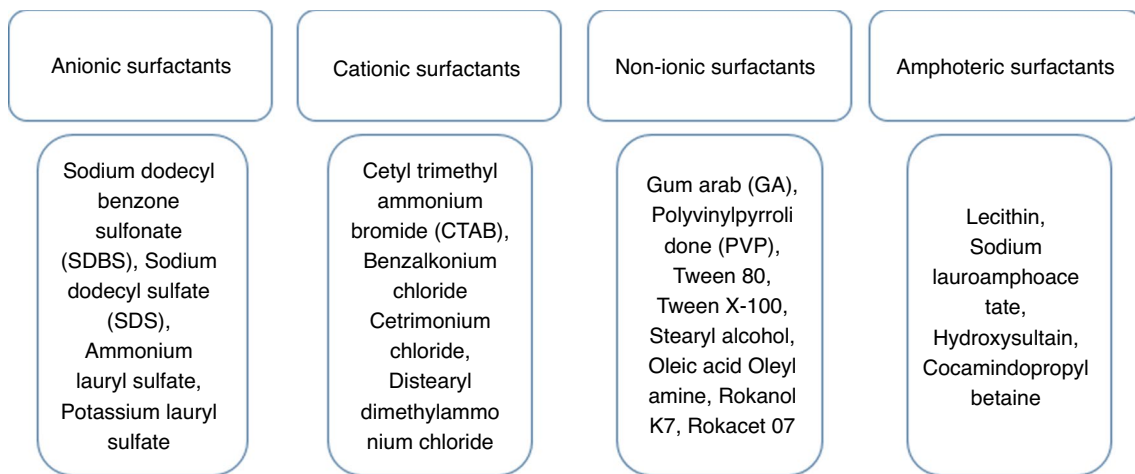 Anionic surfactants
Cationic surfactants
Non-ionic surfactants
Amphoteric surfactants
Sodium dodecyl
benzone
sulfonate
(SDBS), Sodium
dodecyl sulfate
(SDS),
Ammonium
lauryl sulfate,
Potassium lauryl
sulfate
Cetyl trimethyl
ammonium
bromide (CTAB),
Benzalkonium
chloride
Cetrimonium
chloride,
Distearyl
dimethylammo
nium chloride
Gum arab (GA),
Polyvinylpyrroli
done (PVP),
Tween 80,
Tween X-100,
Stearyl alcohol,
Oleic acid Oleyl
amine, Rokanol
K7, Rokacet 07
Lecithin,
Sodium
lauroamphoace
tate,
Hydroxysultain,
Cocamindopropyl
betaine